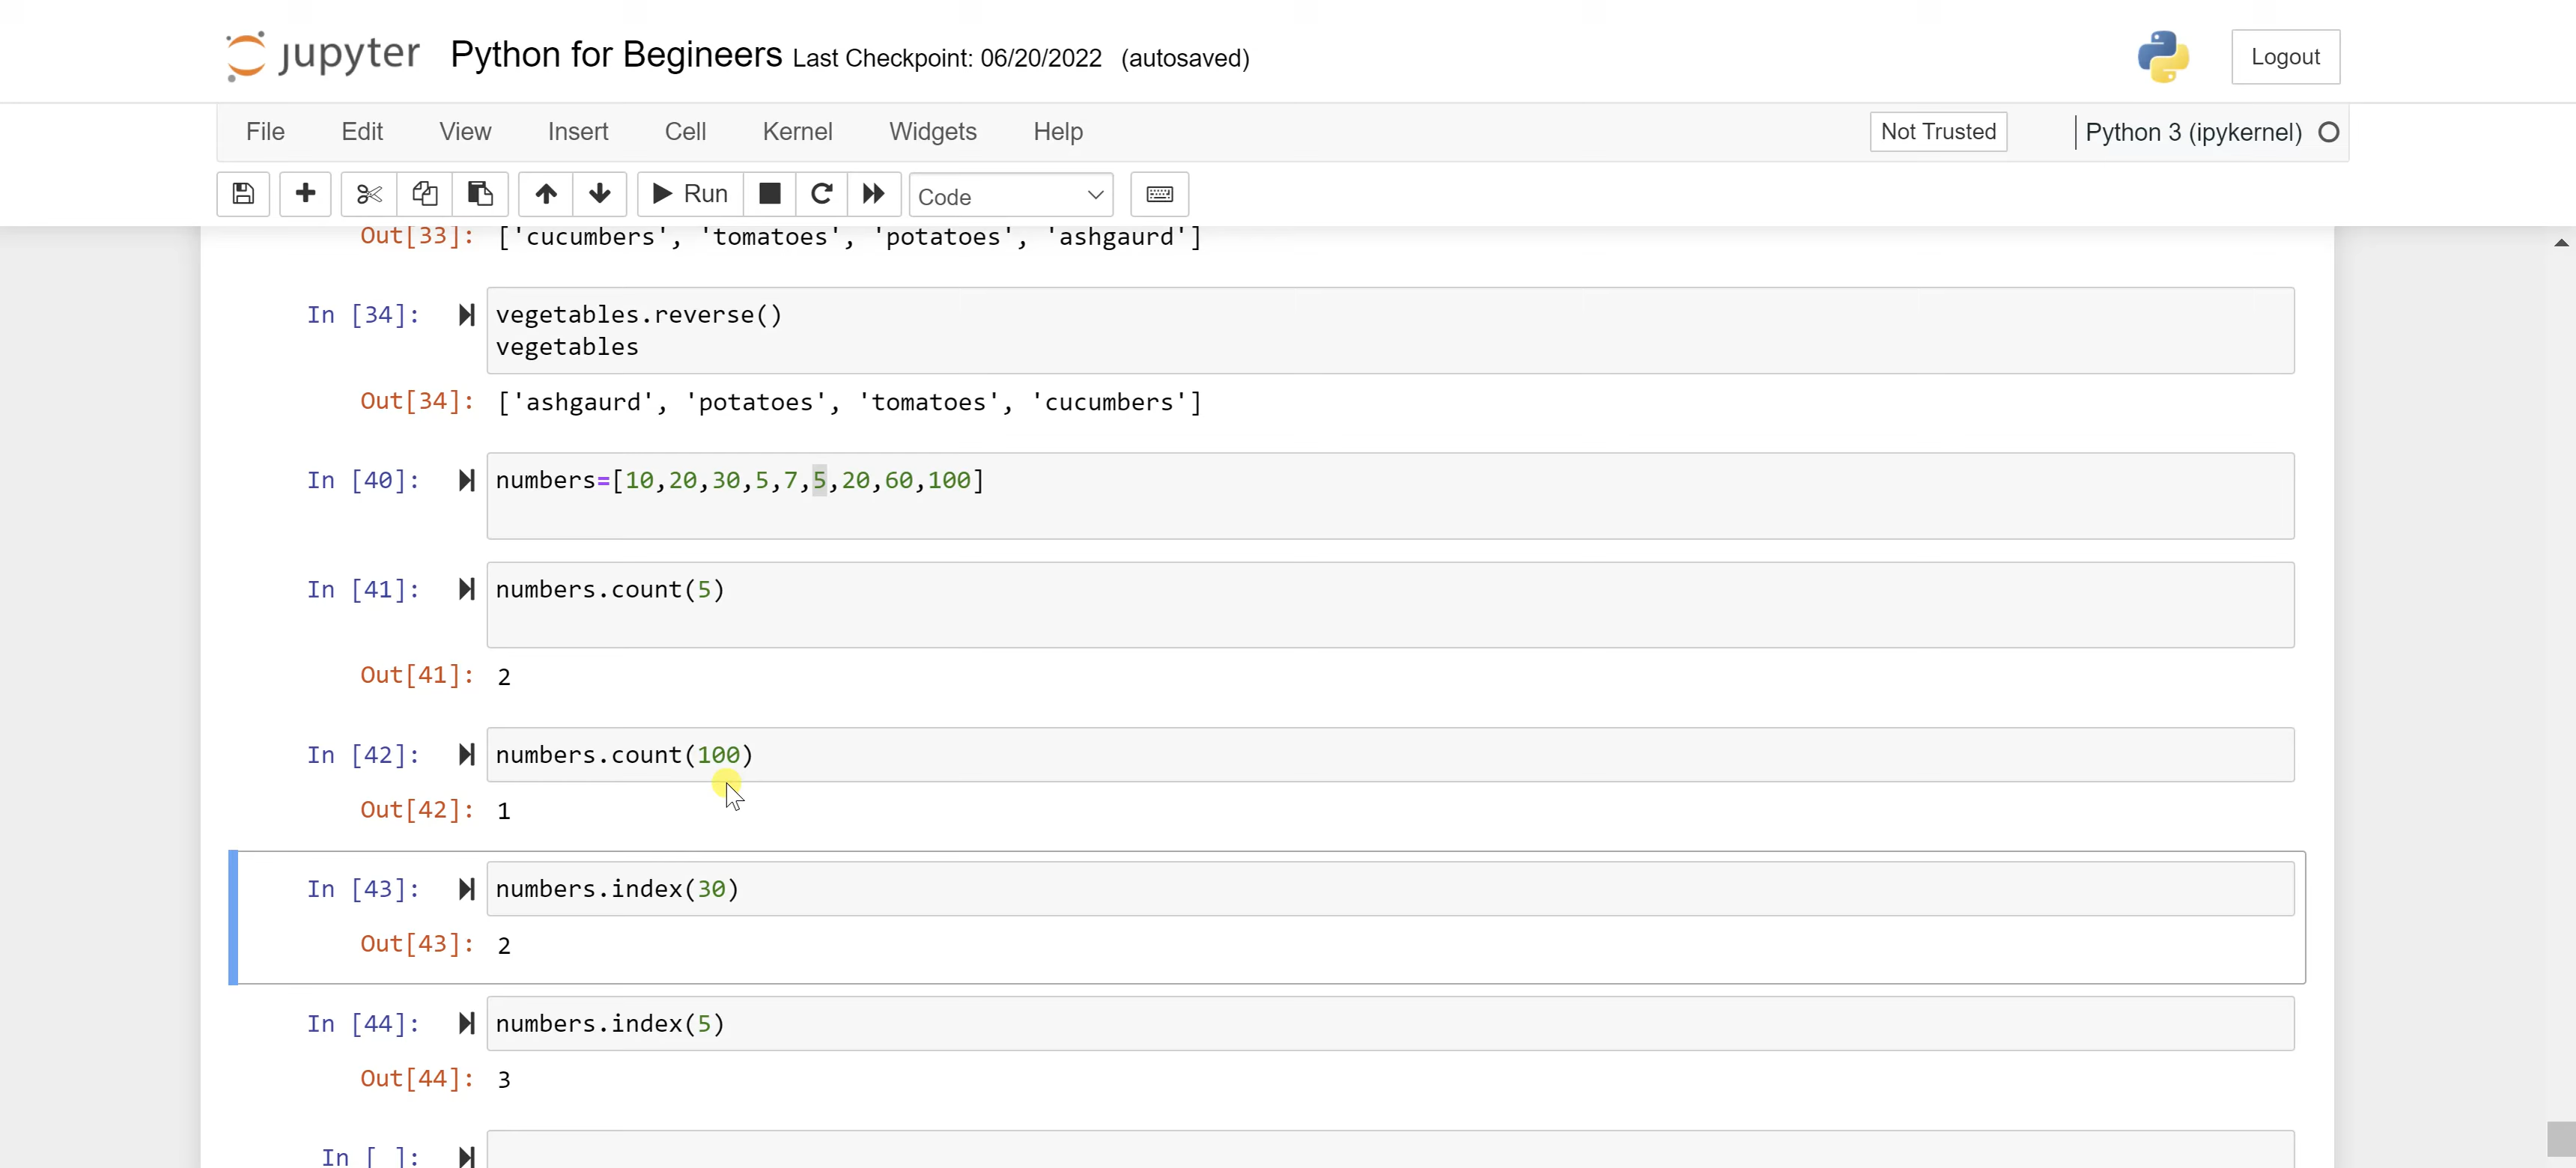 jupyter Python for Begineers Last Checkpoint: 06/20/2022 (autosaved) Logout
File Edit View Insert Cell Kernel Widgets Help Not Trusted Python 3 (ipykernel)
Run Code
Out[33]: ['cucumbers', 'tomatoes', 'potatoes', 'ashgaurd']
In [34]: vegetables.reverse()
vegetables
Out[34]: ['ashgaurd', 'potatoes', 'tomatoes', 'cucumbers']
In [40]: numbers=[10,20,30,5,7,5,20,60,100]
In [41]: numbers.count(5)
Out[41]: 2
In [42]: numbers.count(100)
Out[42]: 1
In [43]: numbers.index(30)
Out[43]: 2
In [44]: numbers.index(5)
Out[44]: 3
In [ ]: